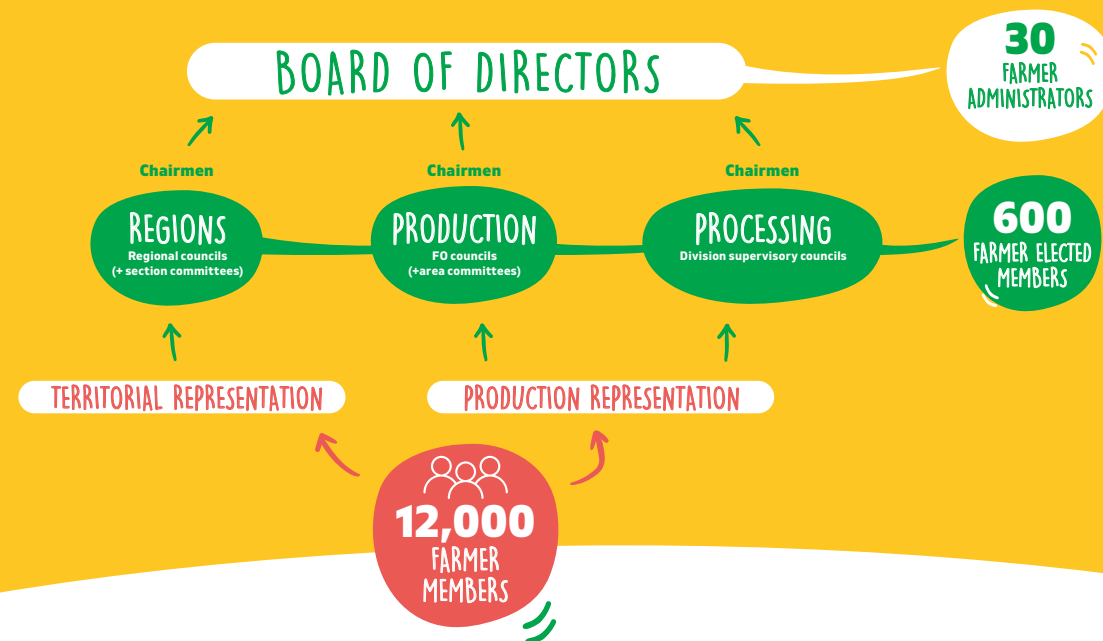 BOARD OF DIRECTORS
30
FARMER
ADMINISTRATORS
Chairmen
Chairmen
Chairmen
REGIONS
Regional councils
(+ section committees)
PRODUCTION
FO councils
(+area committees)
PROCESSING
Division supervisory councils
600
FARMER ELECTED
MEMBERS
TERRITORIAL REPRESENTATION
PRODUCTION REPRESENTATION
12,000
FARMER
MEMBERS